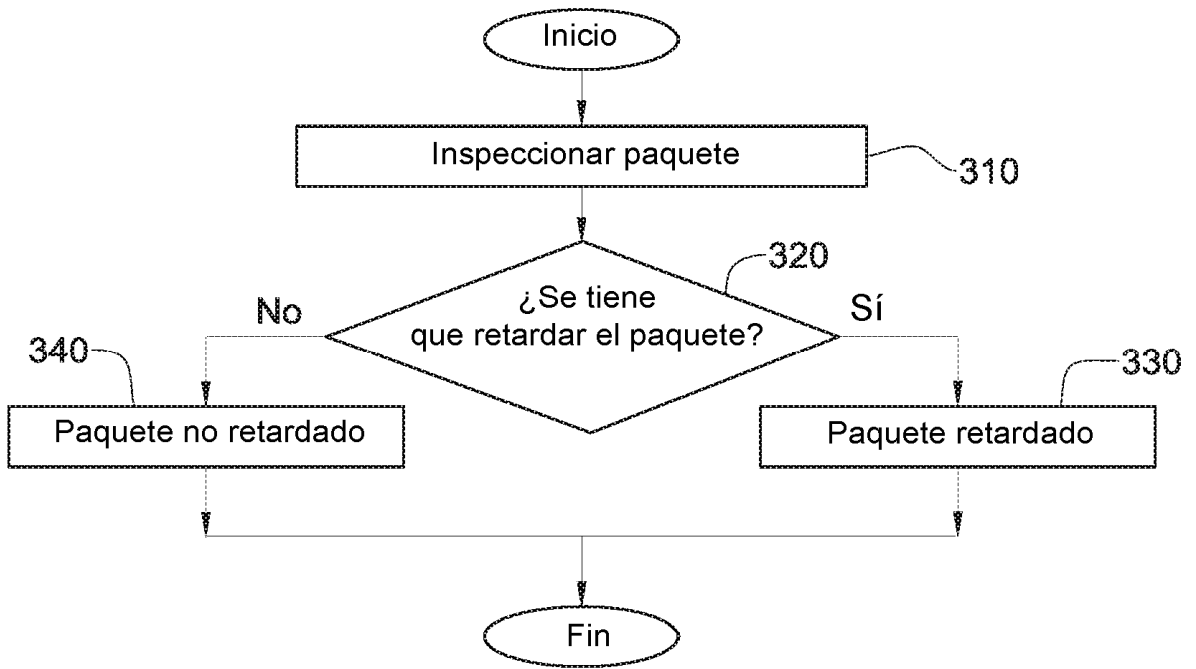 Inicio
Inspeccionar paquete
310
320
¿Se tiene
que retardar el paquete?
No
Sí
340
330
Paquete no retardado
Paquete retardado
Fin